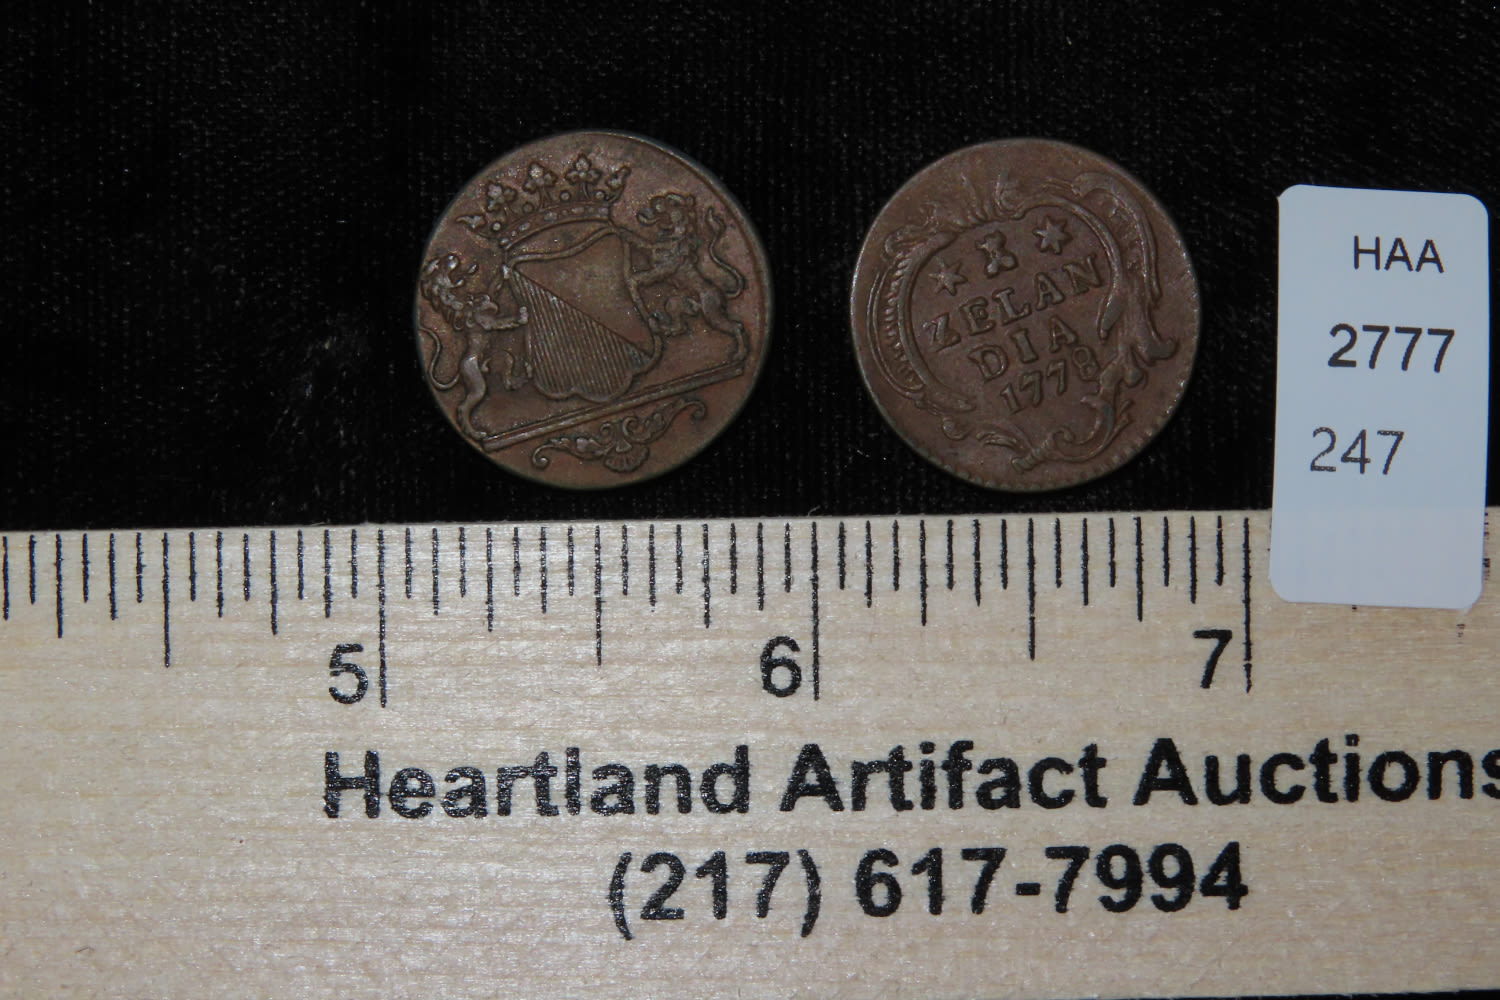 ZELAN
DIA
1778
HAA
2777
247
5 6 7
Heartland Artifact Auctions
(217) 617-7994